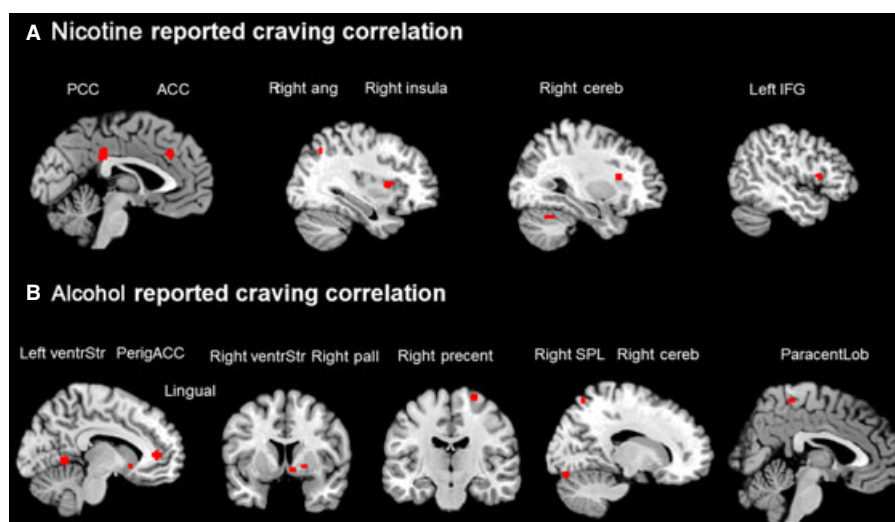 A Nicotine reported craving correlation
PCC ACC Right ang Right insula Right cereb Left IFG
B Alcohol reported craving correlation
Left ventrStr PerigACC Right ventrStr Right pall Right precent Right SPL Right cereb ParacentLob
Lingual